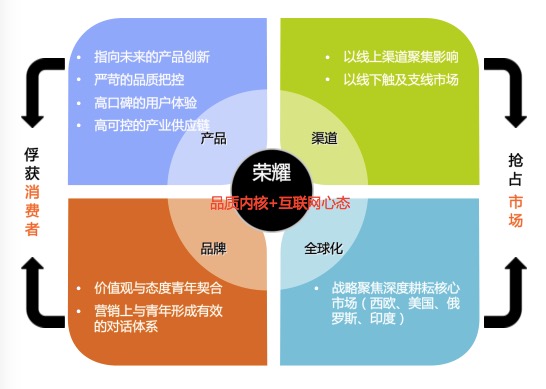 • 指向未来的产品创新
• 严苛的品质把控
• 高口碑的用户体验
• 高可控的产业供应链
产品
• 以线上渠道聚集影响
• 以线下触及支线市场
渠道
俘获消费者
荣耀
品质内核+互联网心态
抢占市场
品牌
• 价值观与态度青年契合
• 营销上与青年形成有效
的对话体系
全球化
• 战略聚焦深度耕耘核心
市场（西欧、美国、俄
罗斯、印度）